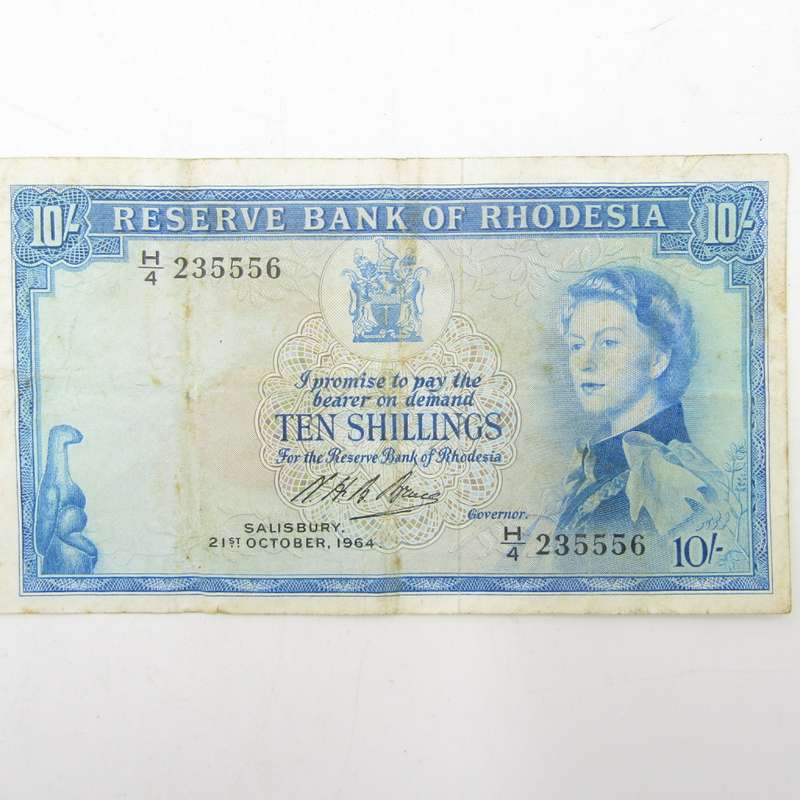 10/- RESERVE BANK OF RHODESIA 10/-
H/4 235556
I promise to pay the
bearer on demand
TEN SHILLINGS
For the Reserve Bank of Rhodesia
Governor.
SALISBURY.
21ST OCTOBER, 1964.
H/4 235556 10/-